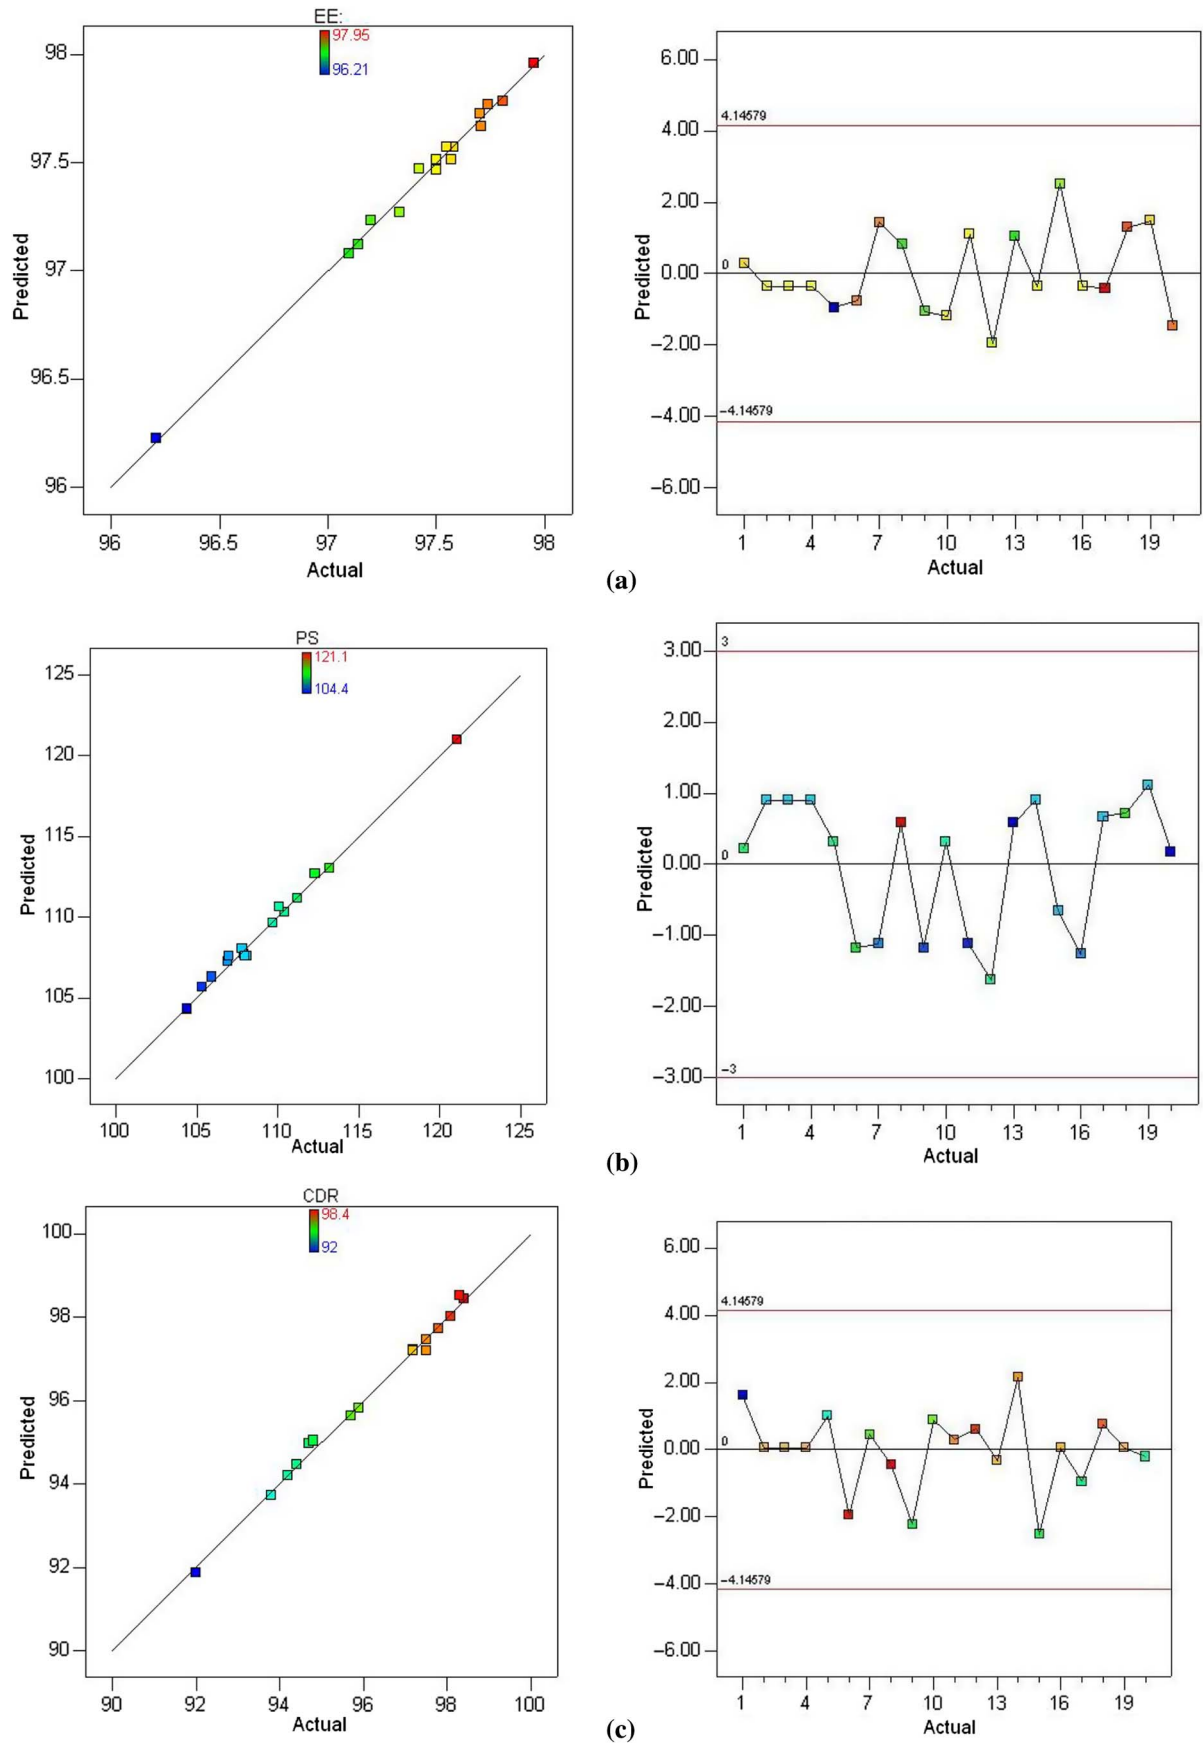 EE:
97.95
96.21
98
97.5
97
96.5
96
Predicted
96 96.5 97 97.5 98
Actual
6.00
4.14579
4.00
2.00
0
0.00
−2.00
−4.00
−4.14579
−6.00
Predicted
1 4 7 10 13 16 19
Actual
(a)
PS
121.1
104.4
125
120
115
110
105
100
Predicted
100 105 110 115 120 125
Actual
3.00
3
2.00
1.00
0
0.00
−1.00
−2.00
−3.00
−3
Predicted
1 4 7 10 13 16 19
Actual
(b)
CDR
98.4
92
100
98
96
94
92
90
Predicted
90 92 94 96 98 100
Actual
6.00
4.14579
4.00
2.00
0
0.00
−2.00
−4.00
−4.14579
−6.00
Predicted
1 4 7 10 13 16 19
Actual
(c)